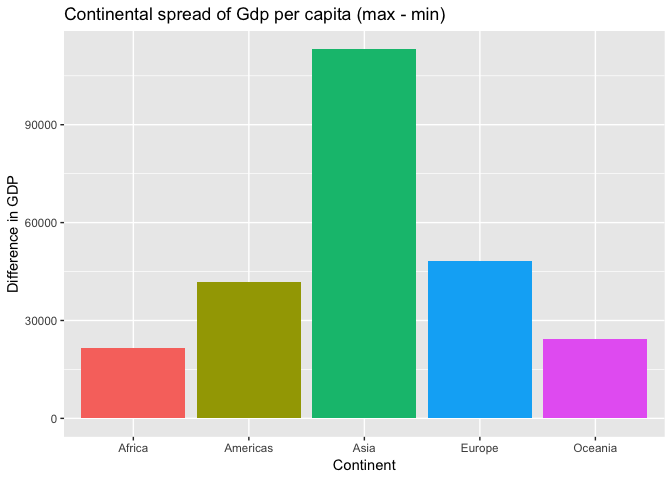 Continental spread of Gdp per capita (max - min)
Difference in GDP
90000
60000
30000
0
Africa Americas Asia Europe Oceania
Continent